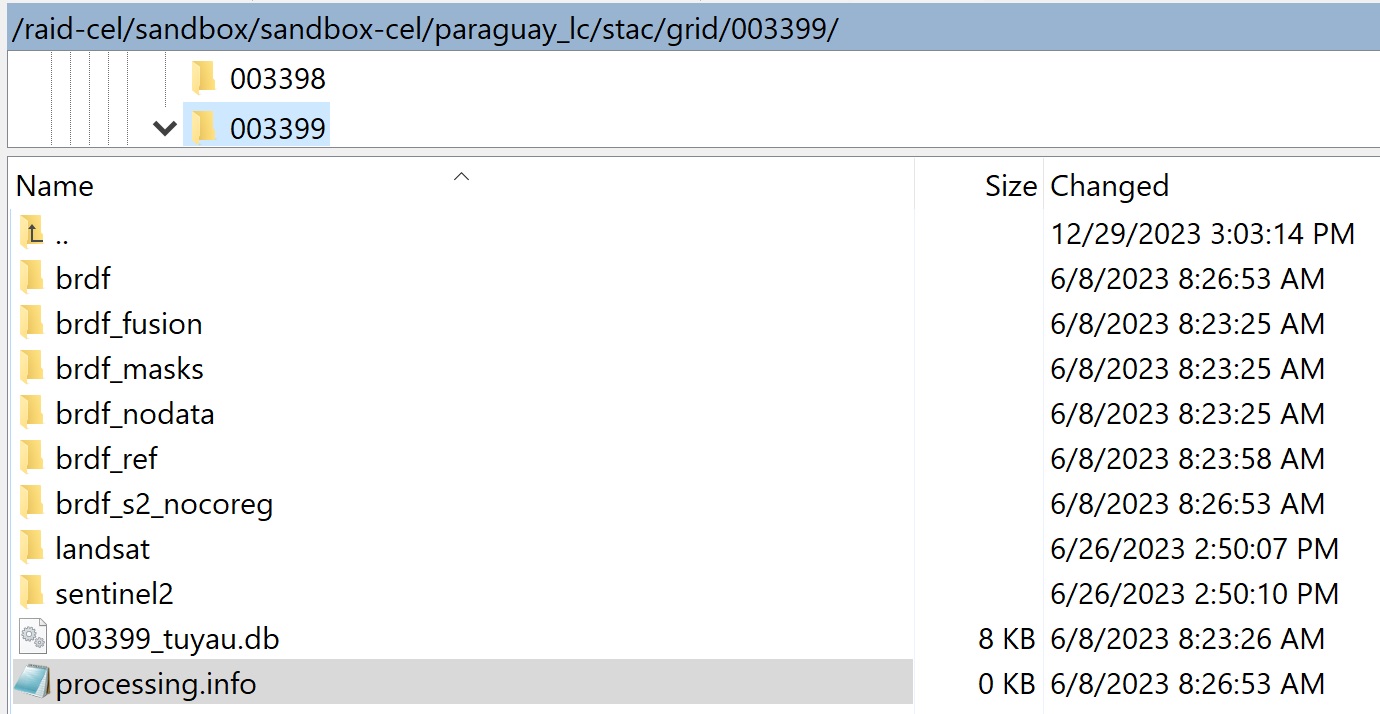 /raid-cel/sandbox/sandbox-cel/paraguay_lc/stac/grid/003399/
003398
003399
Name Size Changed
.. 12/29/2023 3:03:14 PM
brdf 6/8/2023 8:26:53 AM
brdf_fusion 6/8/2023 8:23:25 AM
brdf_masks 6/8/2023 8:23:25 AM
brdf_nodata 6/8/2023 8:23:25 AM
brdf_ref 6/8/2023 8:23:58 AM
brdf_s2_nocoreg 6/8/2023 8:26:53 AM
landsat 6/26/2023 2:50:07 PM
sentinel2 6/26/2023 2:50:10 PM
003399_tuyau.db 8 KB 6/8/2023 8:23:26 AM
processing.info 0 KB 6/8/2023 8:26:53 AM